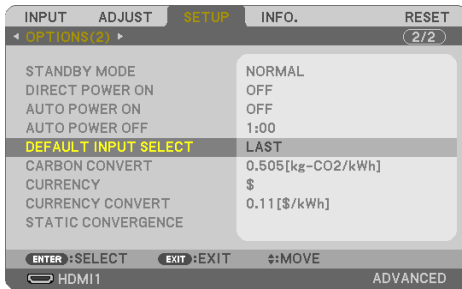 INPUT ADJUST SETUP INFO. RESET
OPTIONS(2) 2/2
STANDBY MODE NORMAL
DIRECT POWER ON OFF
AUTO POWER ON OFF
AUTO POWER OFF 1:00
DEFAULT INPUT SELECT LAST
CARBON CONVERT 0.505[kg-CO2/kWh]
CURRENCY $
CURRENCY CONVERT 0.11[$/kWh]
STATIC CONVERGENCE
ENTER:SELECT EXIT:EXIT :MOVE
HDMI1 ADVANCED